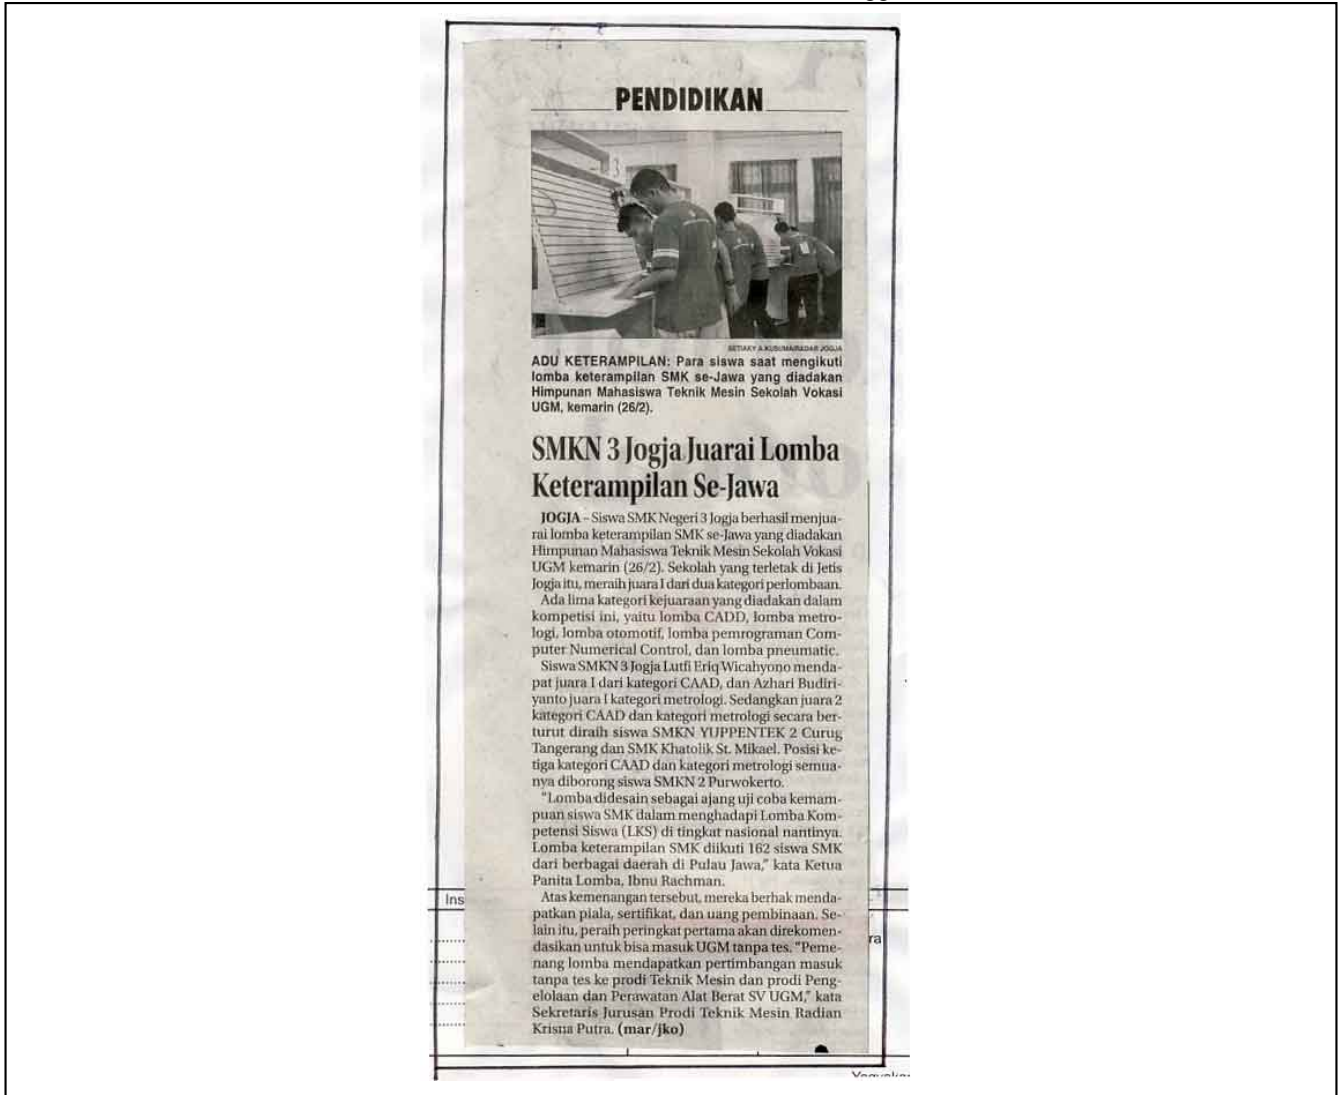 PENDIDIKAN
3
SETIAKY A KUSUMA/RADAR JOGJA
ADU KETERAMPILAN: Para siswa saat mengikuti
lomba keterampilan SMK se-Jawa yang diadakan
Himpunan Mahasiswa Teknik Mesin Sekolah Vokasi
UGM, kemarin (26/2).
SMKN 3 Jogja Juarai Lomba
Keterampilan Se-Jawa
JOGJA – Siswa SMK Negeri 3 Jogja berhasil menjua-
rai lomba keterampilan SMK se-Jawa yang diadakan
Himpunan Mahasiswa Teknik Mesin Sekolah Vokasi
UGM kemarin (26/2). Sekolah yang terletak di Jetis
Jogja itu, meraih juara I dari dua kategori perlombaan.
Ada lima kategori kejuaraan yang diadakan dalam
kompetisi ini, yaitu lomba CADD, lomba metro-
logi, lomba otomotif, lomba pemrograman Com-
puter Numerical Control, dan lomba pneumatic.
Siswa SMKN 3 Jogja Lutfi Eriq Wicahyono menda-
pat juara I dari kategori CAAD, dan Azhari Budiri-
yanto juara I kategori metrologi. Sedangkan juara 2
kategori CAAD dan kategori metrologi secara ber-
turut diraih siswa SMKN YUPPENTEK 2 Curug
Tangerang dan SMK Khatolik St. Mikael. Posisi ke-
tiga kategori CAAD dan kategori metrologi semua-
nya diborong siswa SMKN 2 Purwokerto.
"Lomba didesain sebagai ajang uji coba kemam-
puan siswa SMK dalam menghadapi Lomba Kom-
petensi Siswa (LKS) di tingkat nasional nantinya.
Lomba keterampilan SMK diikuti 162 siswa SMK
dari berbagai daerah di Pulau Jawa," kata Ketua
Panita Lomba, Ibnu Rachman.
Atas kemenangan tersebut, mereka berhak menda-
patkan piala, sertifikat, dan uang pembinaan. Se-
lain itu, peraih peringkat pertama akan direkomen-
dasikan untuk bisa masuk UGM tanpa tes. "Peme-
nang lomba mendapatkan pertimbangan masuk
tanpa tes ke prodi Teknik Mesin dan prodi Peng-
elolaan dan Perawatan Alat Berat SV UGM," kata
Sekretaris Jurusan Prodi Teknik Mesin Radian
Krisna Putra. (mar/jko)
Ins
ra